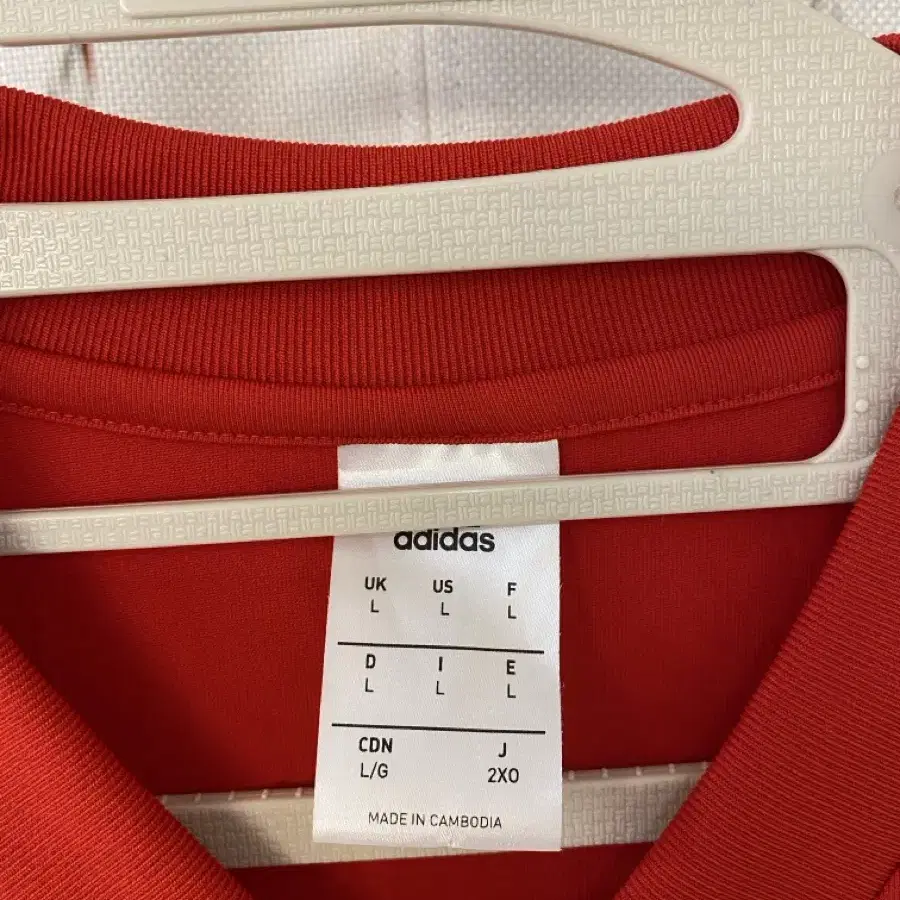 adidas
UK US F
L L L
D I E
L L L
CDN J
L/G 2XO
MADE IN CAMBODIA